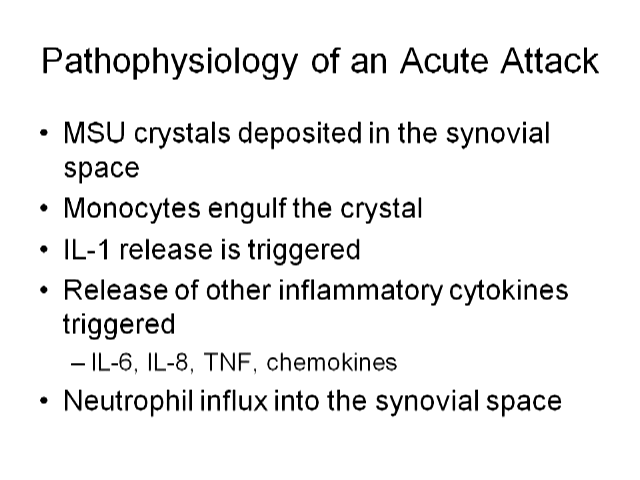 Pathophysiology of an Acute Attack
• MSU crystals deposited in the synovial
space
• Monocytes engulf the crystal
• IL-1 release is triggered
• Release of other inflammatory cytokines
triggered
– IL-6, IL-8, TNF, chemokines
• Neutrophil influx into the synovial space